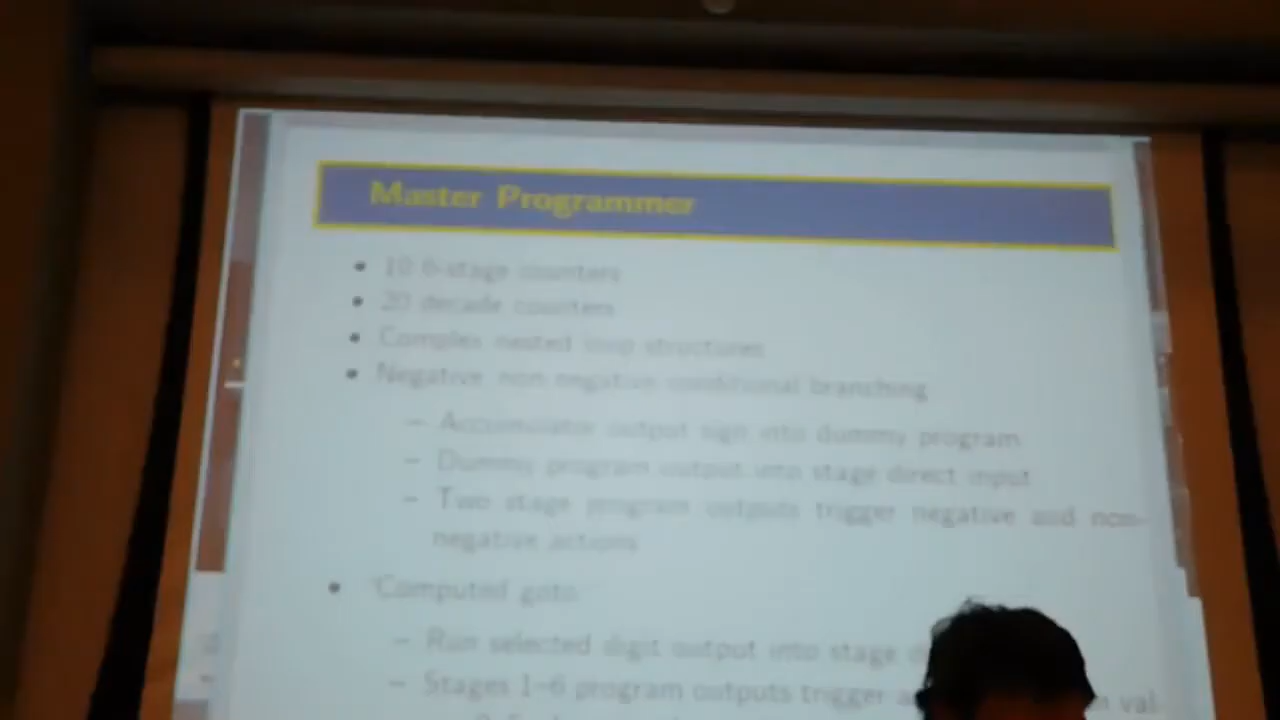 Master Programmer
• 10 6-stage counters
• 20 decade counters
• Complex nested loop structures
• Negative non-negative conditional branching
– Accumulator output sign into dummy program
– Dummy program output into stage direct input
– Two stage program outputs trigger negative and non-
negative actions
• "Computed goto"
– Run selected digit output into stage
– Stages 1–6 program outputs trigger